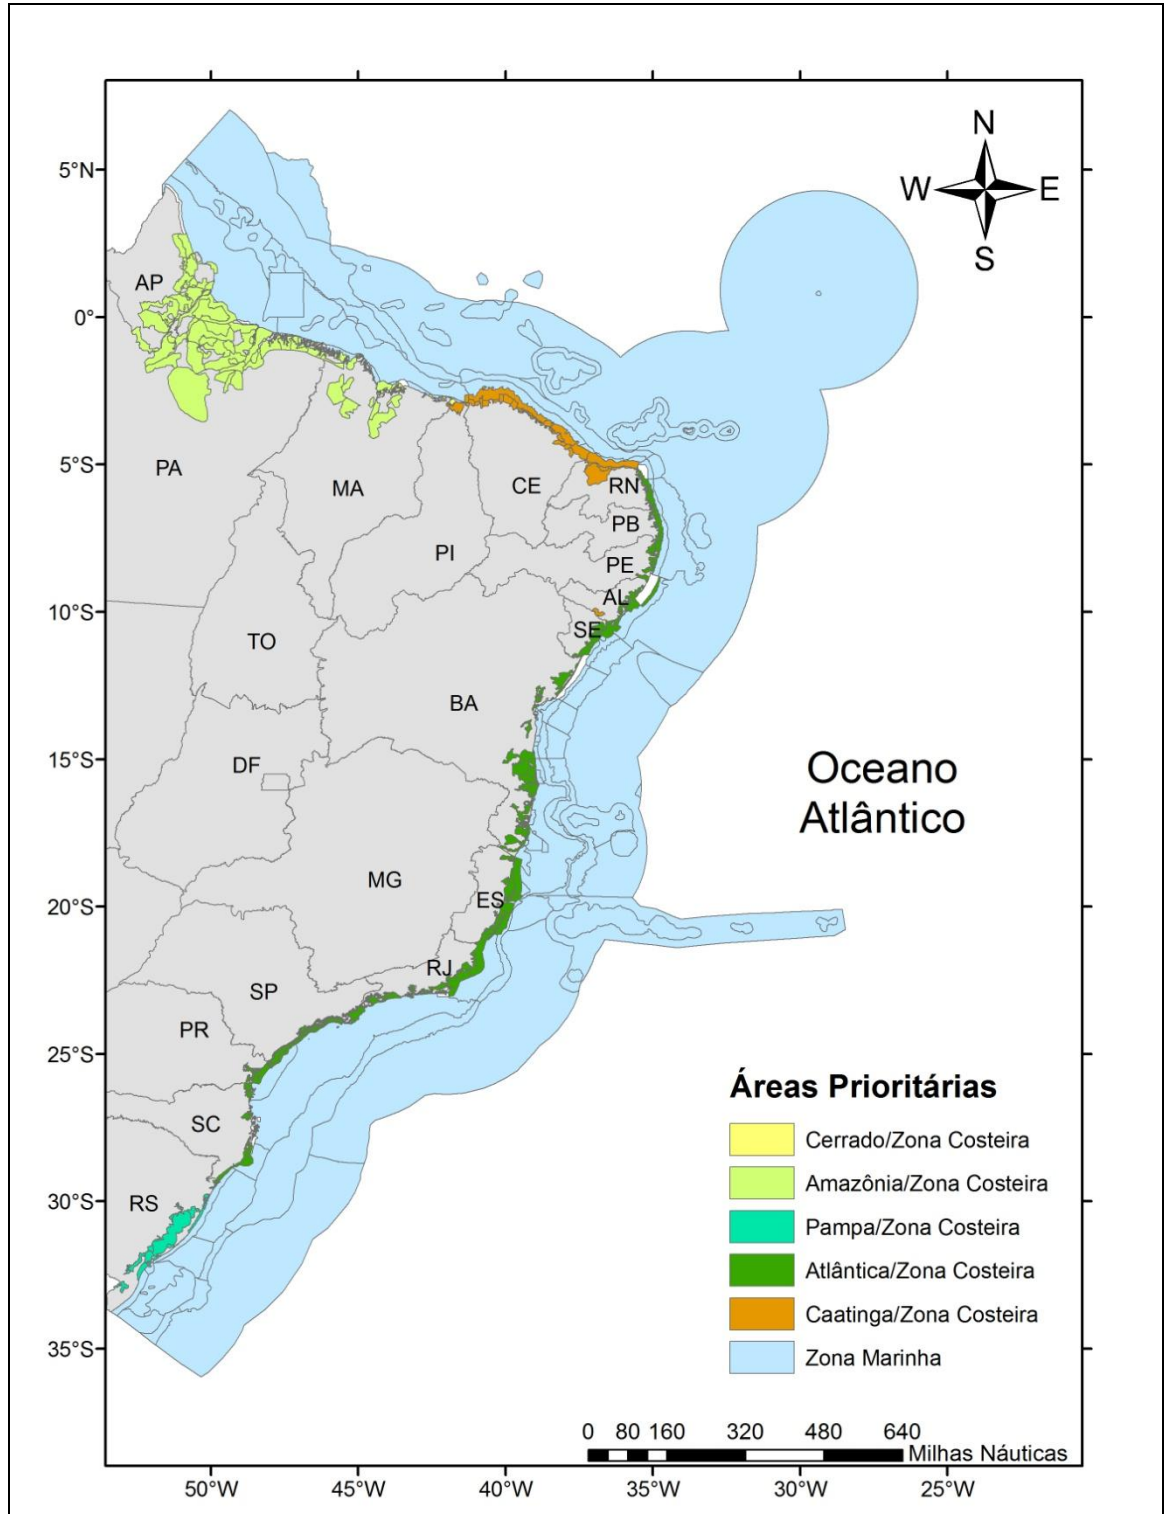 N
W E
S
5°N
0°
5°S
10°S
15°S
20°S
25°S
30°S
35°S
AP
PA
MA
CE
RN
PB
PI
PE
AL
SE
TO
BA
DF
MG
ES
RJ
SP
PR
SC
RS
Oceano
Atlântico
Áreas Prioritárias
Cerrado/Zona Costeira
Amazônia/Zona Costeira
Pampa/Zona Costeira
Atlântica/Zona Costeira
Caatinga/Zona Costeira
Zona Marinha
0 80 160 320 480 640
Milhas Náuticas
50°W 45°W 40°W 35°W 30°W 25°W